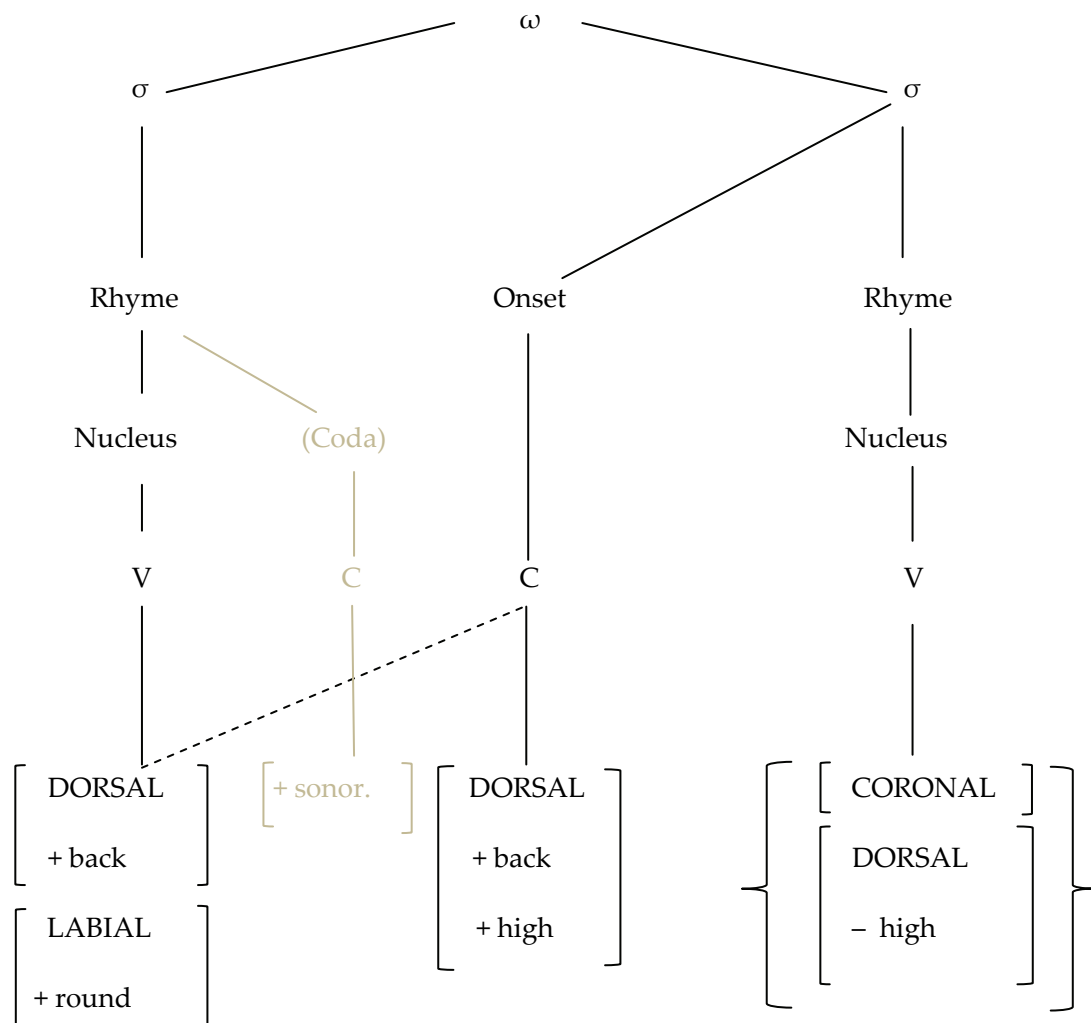 ω
σ σ
Rhyme Onset Rhyme
Nucleus (Coda) Nucleus
V C C V
DORSAL + sonor. DORSAL CORONAL
+ back + back DORSAL
LABIAL + high – high
+ round